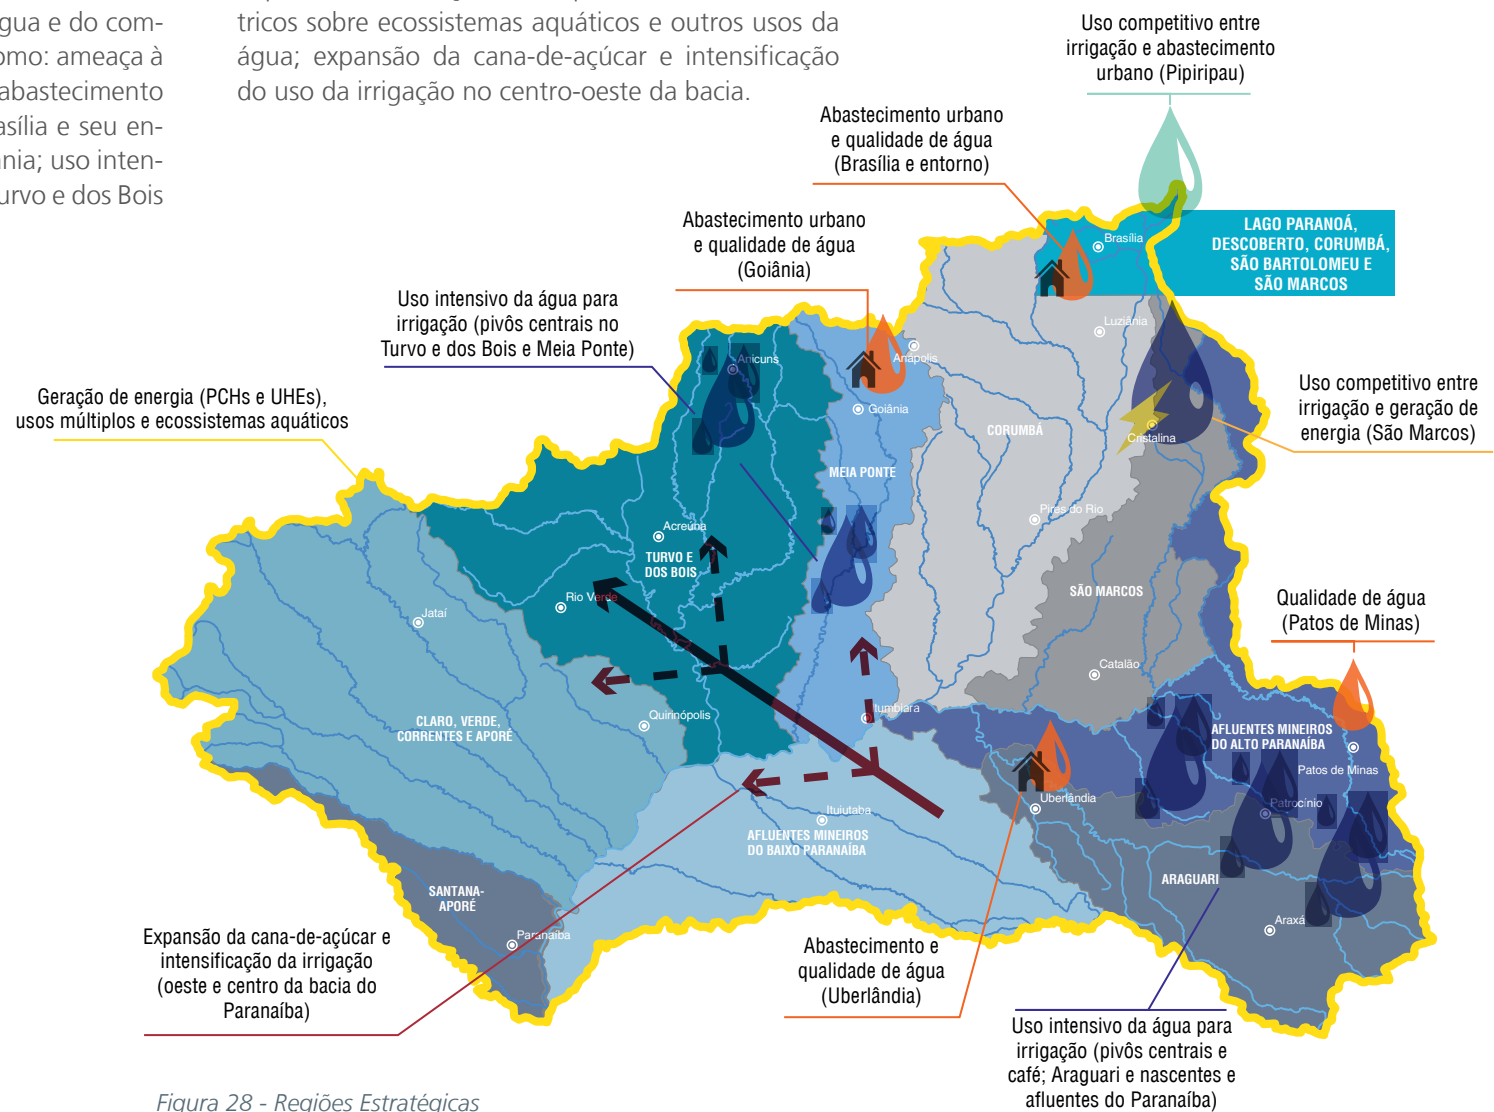 gua e do com-
omo: ameaça à
abastecimento
asília e seu en-
nia; uso inten-
urvo e dos Bois
tricos sobre ecossistemas aquáticos e outros usos da
água; expansão da cana-de-açúcar e intensificação
do uso da irrigação no centro-oeste da bacia.
Uso competitivo entre
irrigação e abastecimento
urbano (Pipiripau)
Abastecimento urbano
e qualidade de água
(Brasília e entorno)
Abastecimento urbano
e qualidade de água
(Goiânia)
LAGO PARANOÁ,
DESCOBERTO, CORUMBÁ,
SÃO BARTOLOMEU E
SÃO MARCOS
Brasília
Uso intensivo da água para
irrigação (pivôs centrais no
Turvo e dos Bois e Meia Ponte)
Luziânia
Anápolis
Anicuns
Geração de energia (PCHs e UHEs),
usos múltiplos e ecossistemas aquáticos
Uso competitivo entre
irrigação e geração de
energia (São Marcos)
Goiânia
CORUMBÁ
Cristalina
MEIA PONTE
Pires do Rio
Acreúna
TURVO E
DOS BOIS
SÃO MARCOS
Rio Verde
Jataí
Qualidade de água
(Patos de Minas)
Catalão
Quirinópolis
Itumbiara
CLARO, VERDE,
CORRENTES E APORÉ
AFLUENTES MINEIROS
DO ALTO PARANAÍBA
Patos de Minas
Uberlândia
Patrocínio
Ituiutaba
AFLUENTES MINEIROS
DO BAIXO PARANAÍBA
ARAGUARI
SANTANA-
APORÉ
Araxá
Paranaíba
Expansão da cana-de-açúcar e
intensificação da irrigação
(oeste e centro da bacia do
Paranaíba)
Abastecimento e
qualidade de água
(Uberlândia)
Uso intensivo da água para
irrigação (pivôs centrais e
café; Araguari e nascentes e
afluentes do Paranaíba)
Figura 28 - Regiões Estratégicas